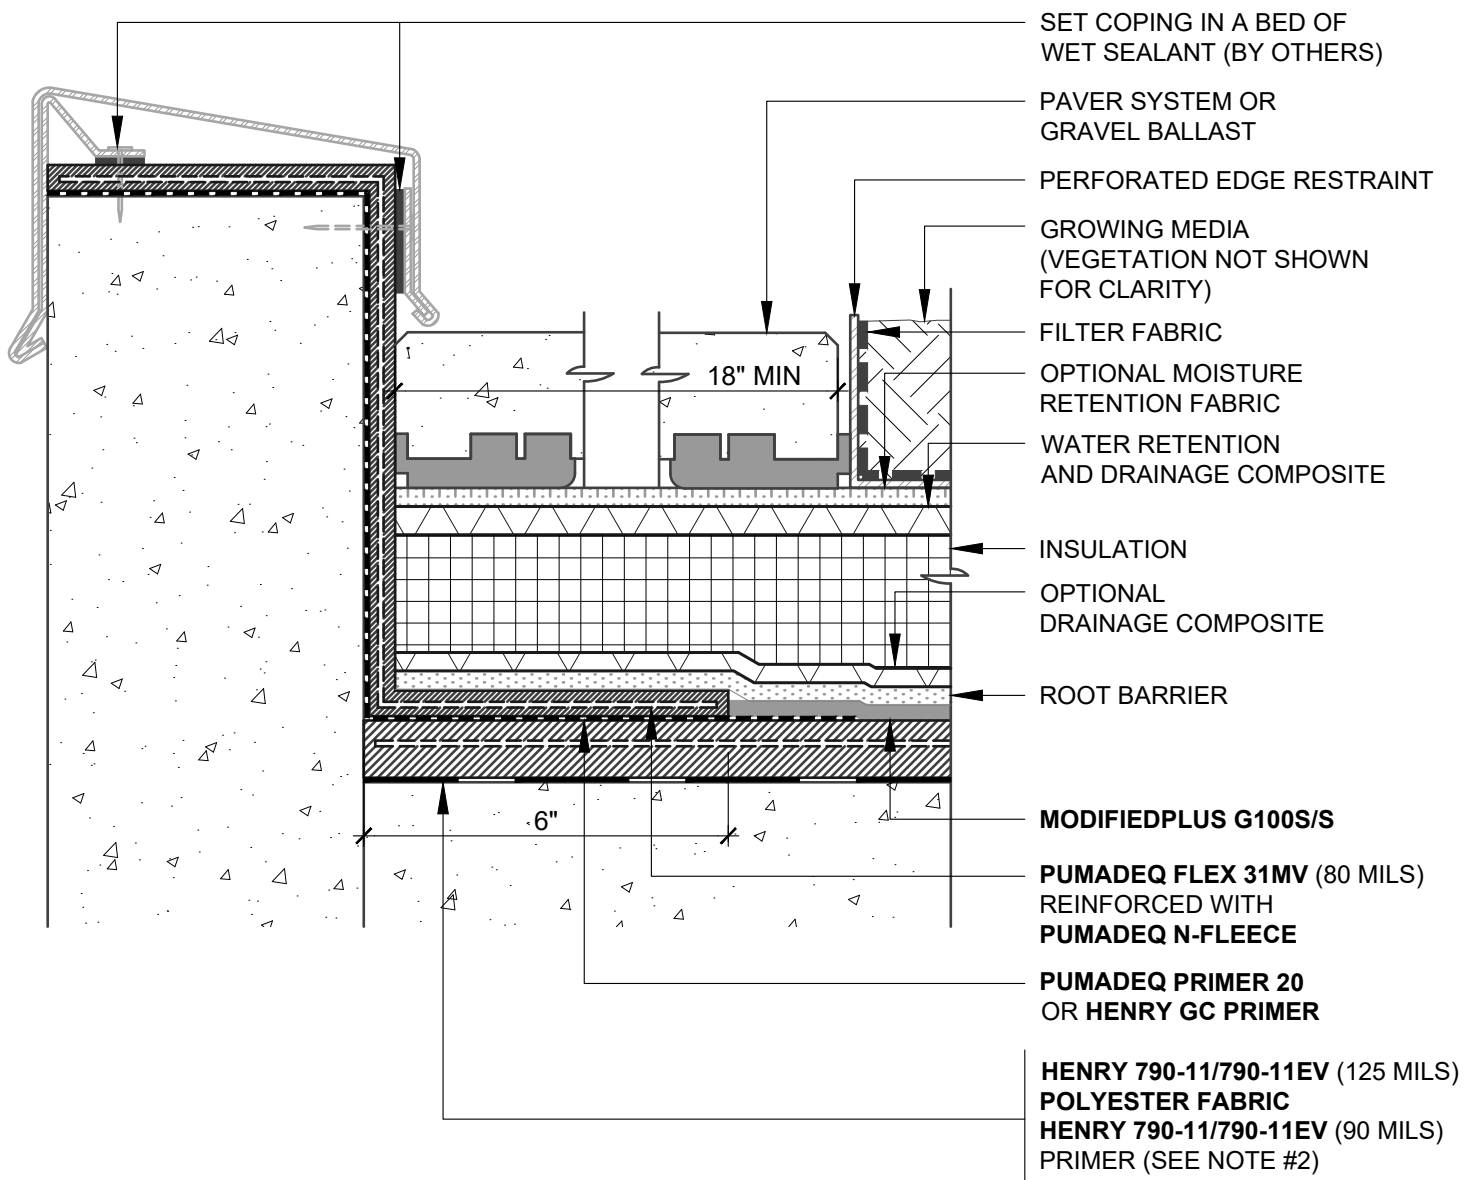 SET COPING IN A BED OF
WET SEALANT (BY OTHERS)
PAVER SYSTEM OR
GRAVEL BALLAST
PERFORATED EDGE RESTRAINT
GROWING MEDIA
(VEGETATION NOT SHOWN
FOR CLARITY)
FILTER FABRIC
OPTIONAL MOISTURE
RETENTION FABRIC
18" MIN
WATER RETENTION
AND DRAINAGE COMPOSITE
INSULATION
OPTIONAL
DRAINAGE COMPOSITE
ROOT BARRIER
6"
MODIFIEDPLUS G100S/S
PUMADEQ FLEX 31MV (80 MILS)
REINFORCED WITH
PUMADEQ N-FLEECE
PUMADEQ PRIMER 20
OR HENRY GC PRIMER
HENRY 790-11/790-11EV (125 MILS)
POLYESTER FABRIC
HENRY 790-11/790-11EV (90 MILS)
PRIMER (SEE NOTE #2)